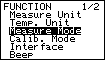 FUNCTION 1/2
Measure Unit
Temp. Unit
Measure Mode
Calib. Mode
Interface
Beep